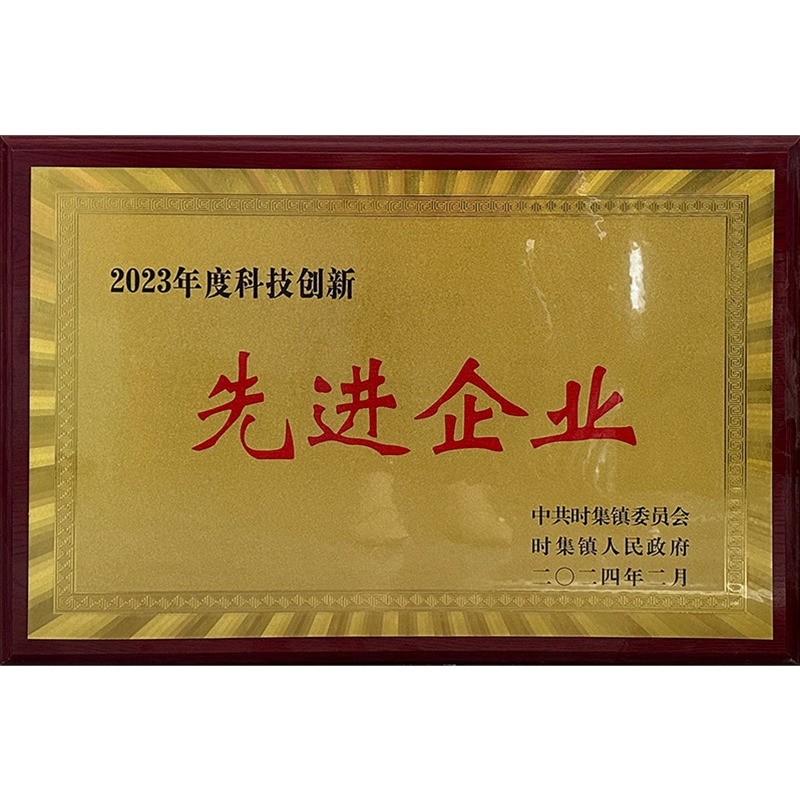 2023年度科技创新
先进企业
中共时集镇委员会
时集镇人民政府
二〇二四年二月